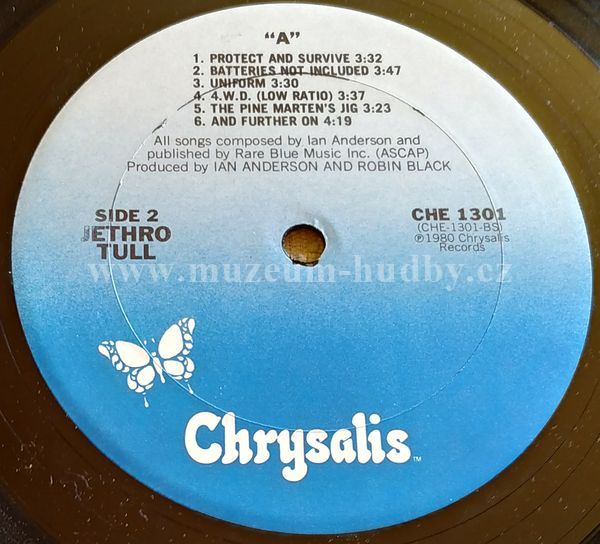 “A”
1. PROTECT AND SURVIVE 3:32
2. BATTERIES NOT INCLUDED 3:47
3. UNIFORM 3:30
4. 4.W.D. (LOW RATIO) 3:37
5. THE PINE MARTEN'S JIG 3:23
6. AND FURTHER ON 4:19
All songs composed by Ian Anderson and
published by Rare Blue Music Inc. (ASCAP)
Produced by IAN ANDERSON AND ROBIN BLACK
SIDE 2
JETHRO
TULL
CHE 1301
(CHE-1301-BS)
℗1980 Chrysalis
Records
www.muzeum-hudby.cz
Chrysalis™